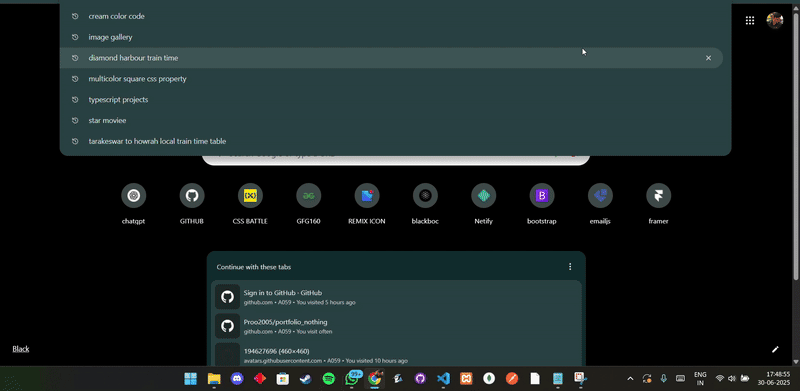 cream color code
image gallery
diamond harbour train time
multicolor square css property
typescript projects
star moviee
tarakeswar to howrah local train time table
chatgpt
GITHUB
CSS BATTLE
GFG160
REMIX ICON
blackboc
Netify
bootstrap
emailjs
framer
Continue with these tabs
Sign in to GitHub · GitHub
github.com • A059 • You visited 5 hours ago
Proo2005/portfolio_nothing
github.com • A059 • You visit often
194627696 (460×460)
avatars.githubusercontent.com • A059 • You visited 10 hours ago
Black
99+
ENG
IN
17:48:55
30-06-2025